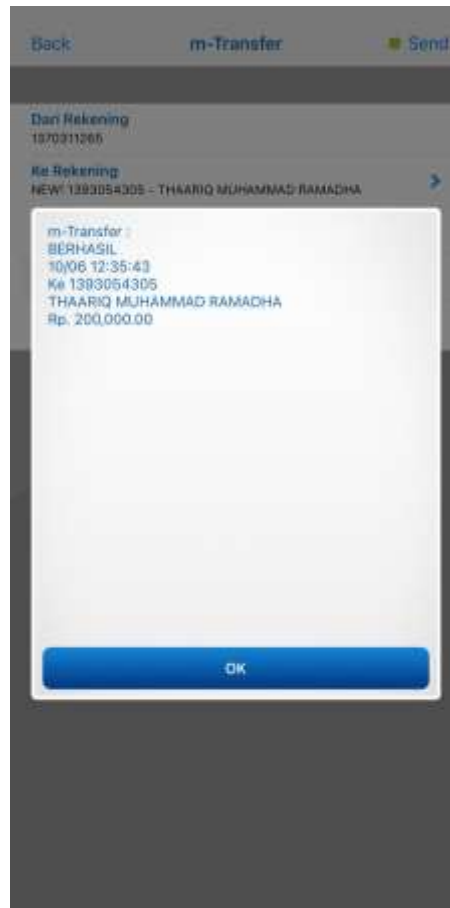 Back m-Transfer Send
Dari Rekening
1370311265
Ke Rekening
NEW! 1393054305 - THAARIQ MUHAMMAD RAMADHA
m-Transfer :
BERHASIL
10/06 12:35:43
Ke 1393054305
THAARIQ MUHAMMAD RAMADHA
Rp. 200,000.00
OK